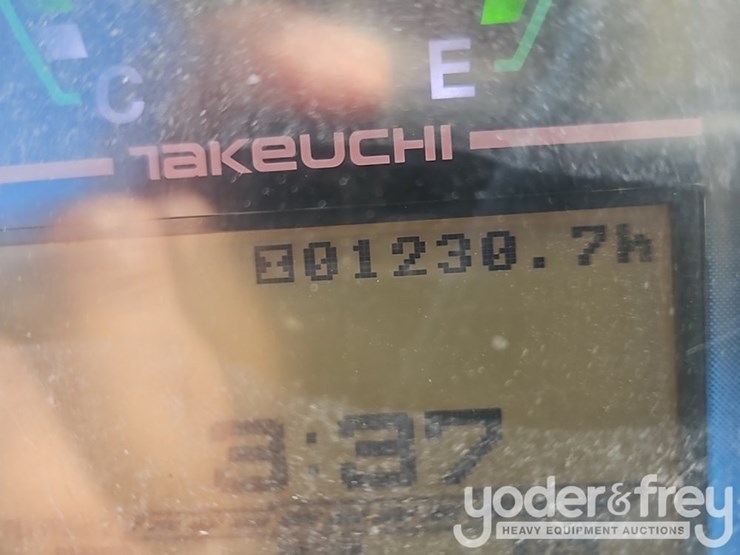 C E
TAKEUCHI
01230.7h
3:37
yoder&frey
HEAVY EQUIPMENT AUCTIONS